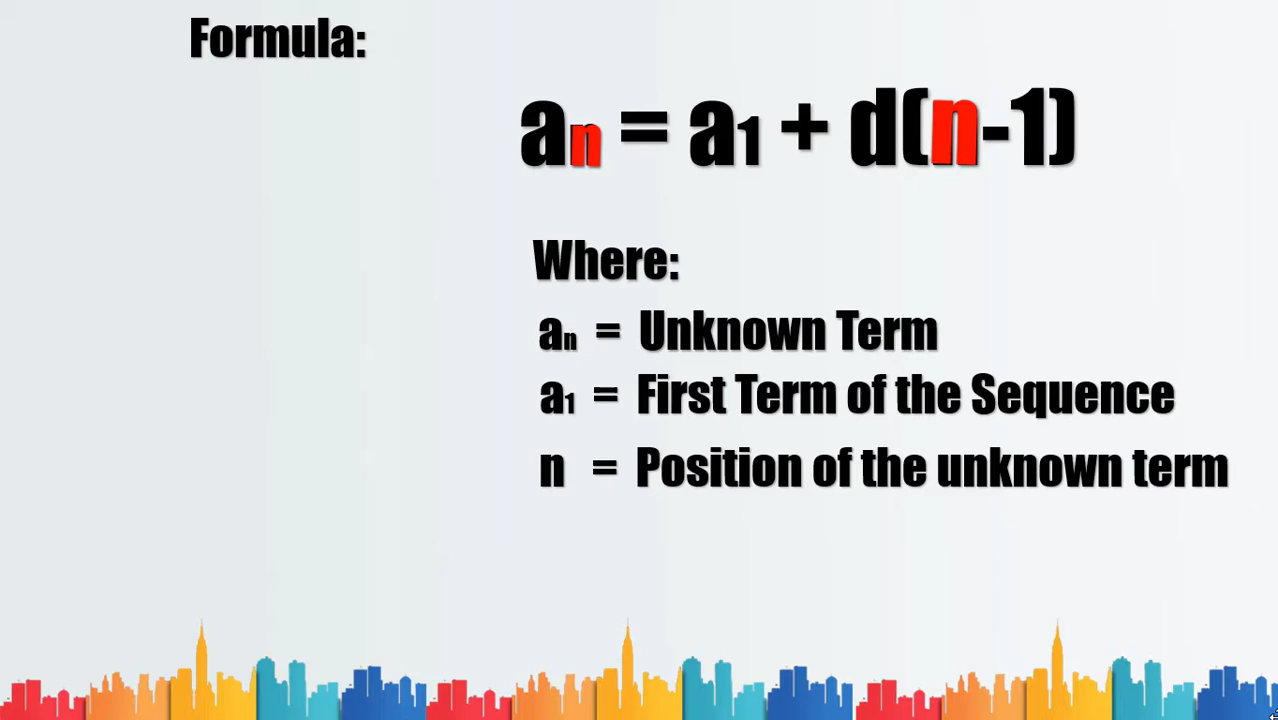 Formula:
aₙ = a₁ + d(n-1)
Where:
aₙ = Unknown Term
a₁ = First Term of the Sequence
n = Position of the unknown term